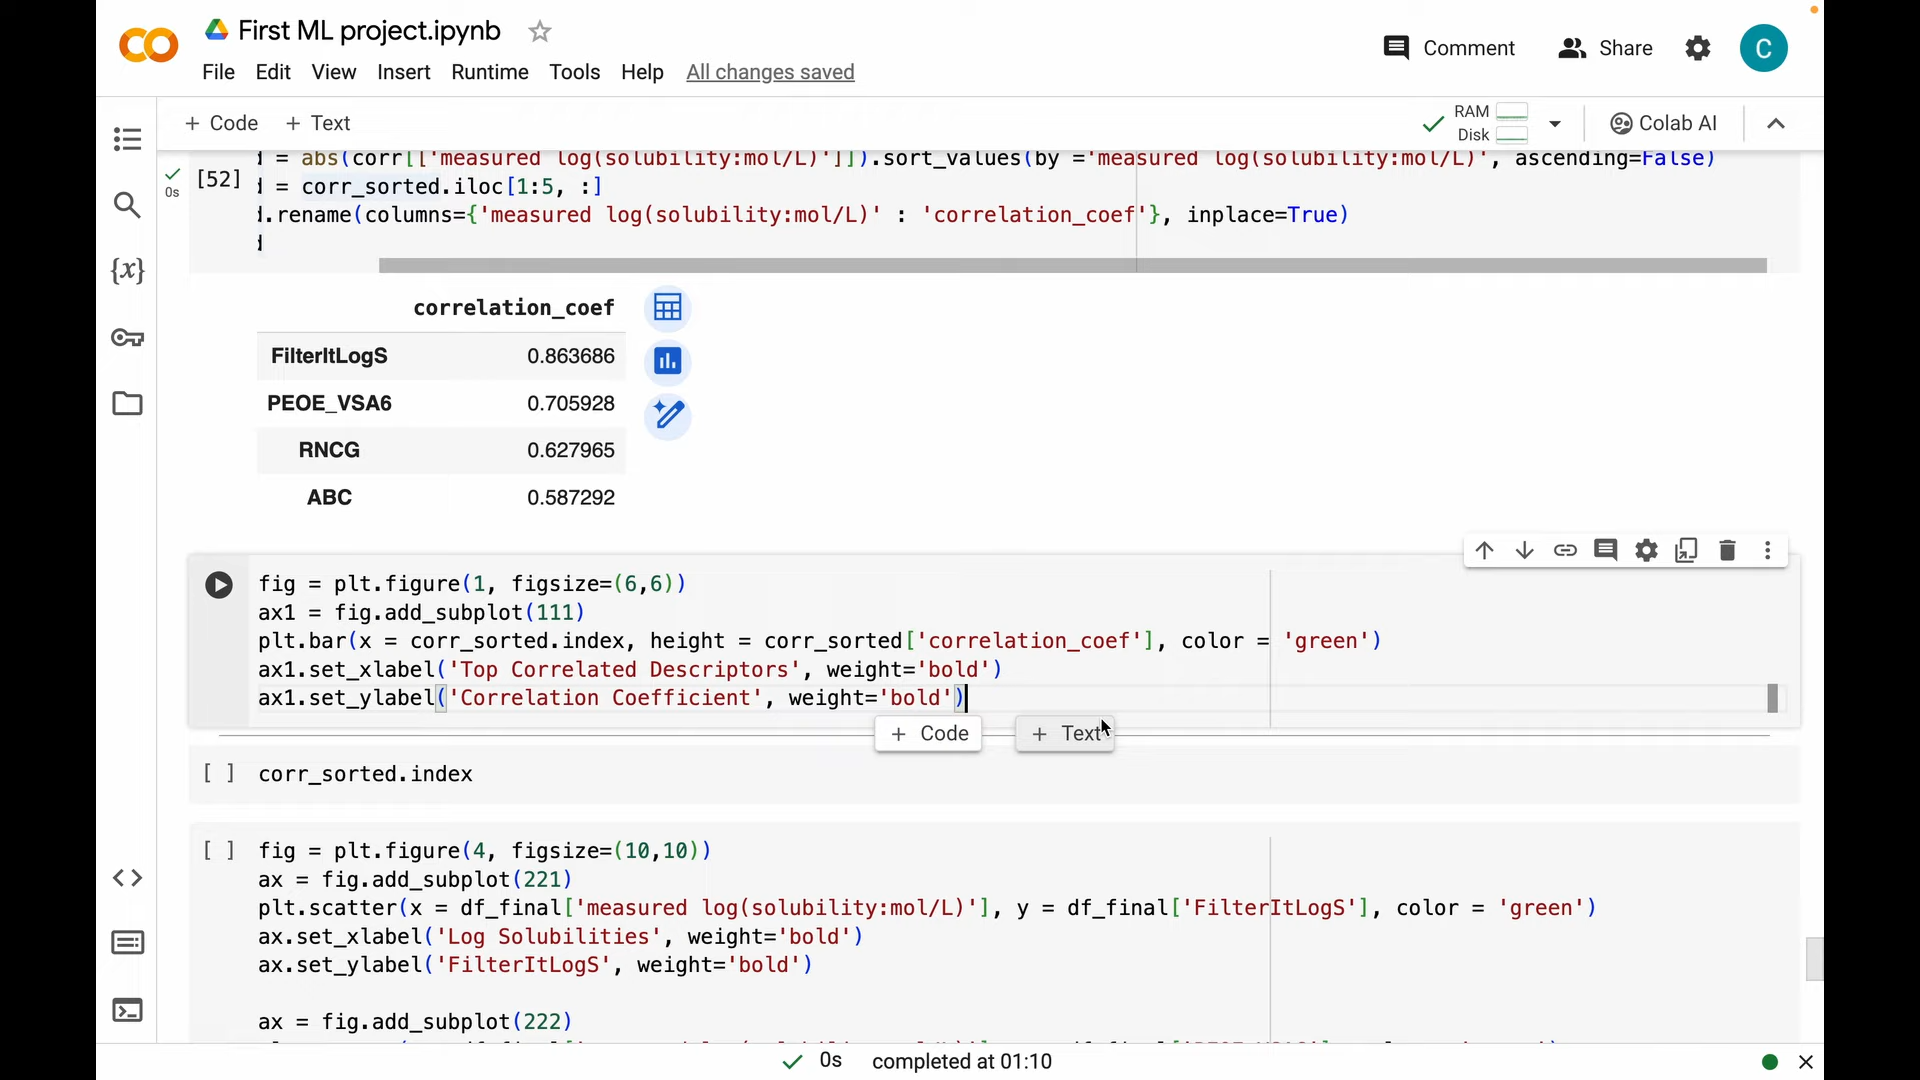 First ML project.ipynb
File Edit View Insert Runtime Tools Help All changes saved
Comment
Share
C
+ Code + Text
RAM
Disk
Colab AI
{x}
0s
[52]
d = abs(corr[['measured log(solubility:mol/L)']]).sort_values(by ='measured log(solubility:mol/L)', ascending=False)
d = corr_sorted.iloc[1:5, :]
d.rename(columns={'measured log(solubility:mol/L)' : 'correlation_coef'}, inplace=True)
d
correlation_coef
FilterItLogS 0.863686
PEOE_VSA6 0.705928
RNCG 0.627965
ABC 0.587292
fig = plt.figure(1, figsize=(6,6))
ax1 = fig.add_subplot(111)
plt.bar(x = corr_sorted.index, height = corr_sorted['correlation_coef'], color = 'green')
ax1.set_xlabel('Top Correlated Descriptors', weight='bold')
ax1.set_ylabel('Correlation Coefficient', weight='bold')
+ Code + Text
[ ] corr_sorted.index
[ ] fig = plt.figure(4, figsize=(10,10))
ax = fig.add_subplot(221)
plt.scatter(x = df_final['measured log(solubility:mol/L)'], y = df_final['FilterItLogS'], color = 'green')
ax.set_xlabel('Log Solubilities', weight='bold')
ax.set_ylabel('FilterItLogS', weight='bold')
ax = fig.add_subplot(222)
0s completed at 01:10